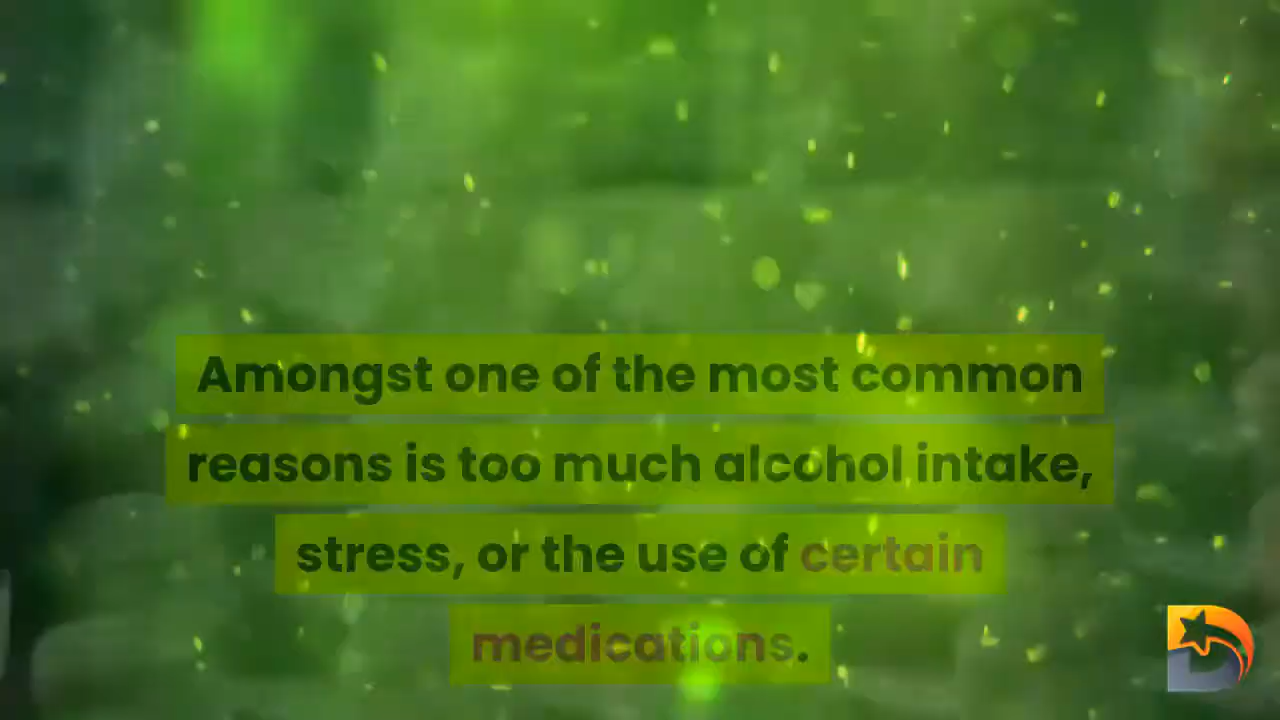 Amongst one of the most common
reasons is too much alcohol intake,
stress, or the use of certain
medications.